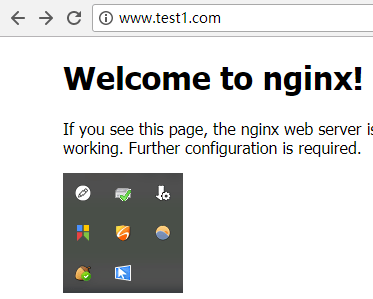 www.test1.com
Welcome to nginx!
If you see this page, the nginx web server is
working. Further configuration is required.